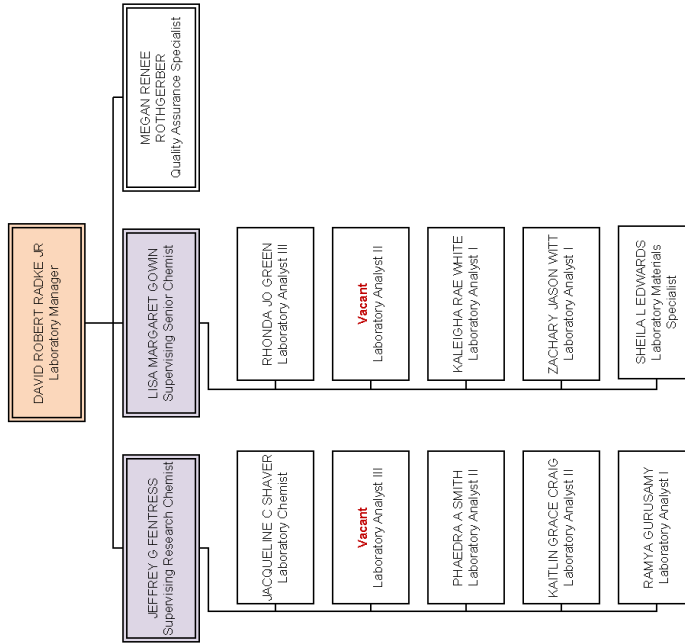 DAVID ROBERT RADKE JR
Laboratory Manager
JEFFREY G FENTRESS
Supervising Research Chemist
LISA MARGARET GOWIN
Supervising Senior Chemist
MEGAN RENEE
ROTHGERBER
Quality Assurance Specialist
JACQUELINE C SHAVER
Laboratory Chemist
Vacant
Laboratory Analyst III
PHAEDRA A SMITH
Laboratory Analyst II
KAITLIN GRACE CRAIG
Laboratory Analyst II
RAMYA GURUSAMY
Laboratory Analyst I
RHONDA JO GREEN
Laboratory Analyst III
Vacant
Laboratory Analyst II
KALEIGHA RAE WHITE
Laboratory Analyst I
ZACHARY JASON WITT
Laboratory Analyst I
SHEILA L EDWARDS
Laboratory Materials
Specialist